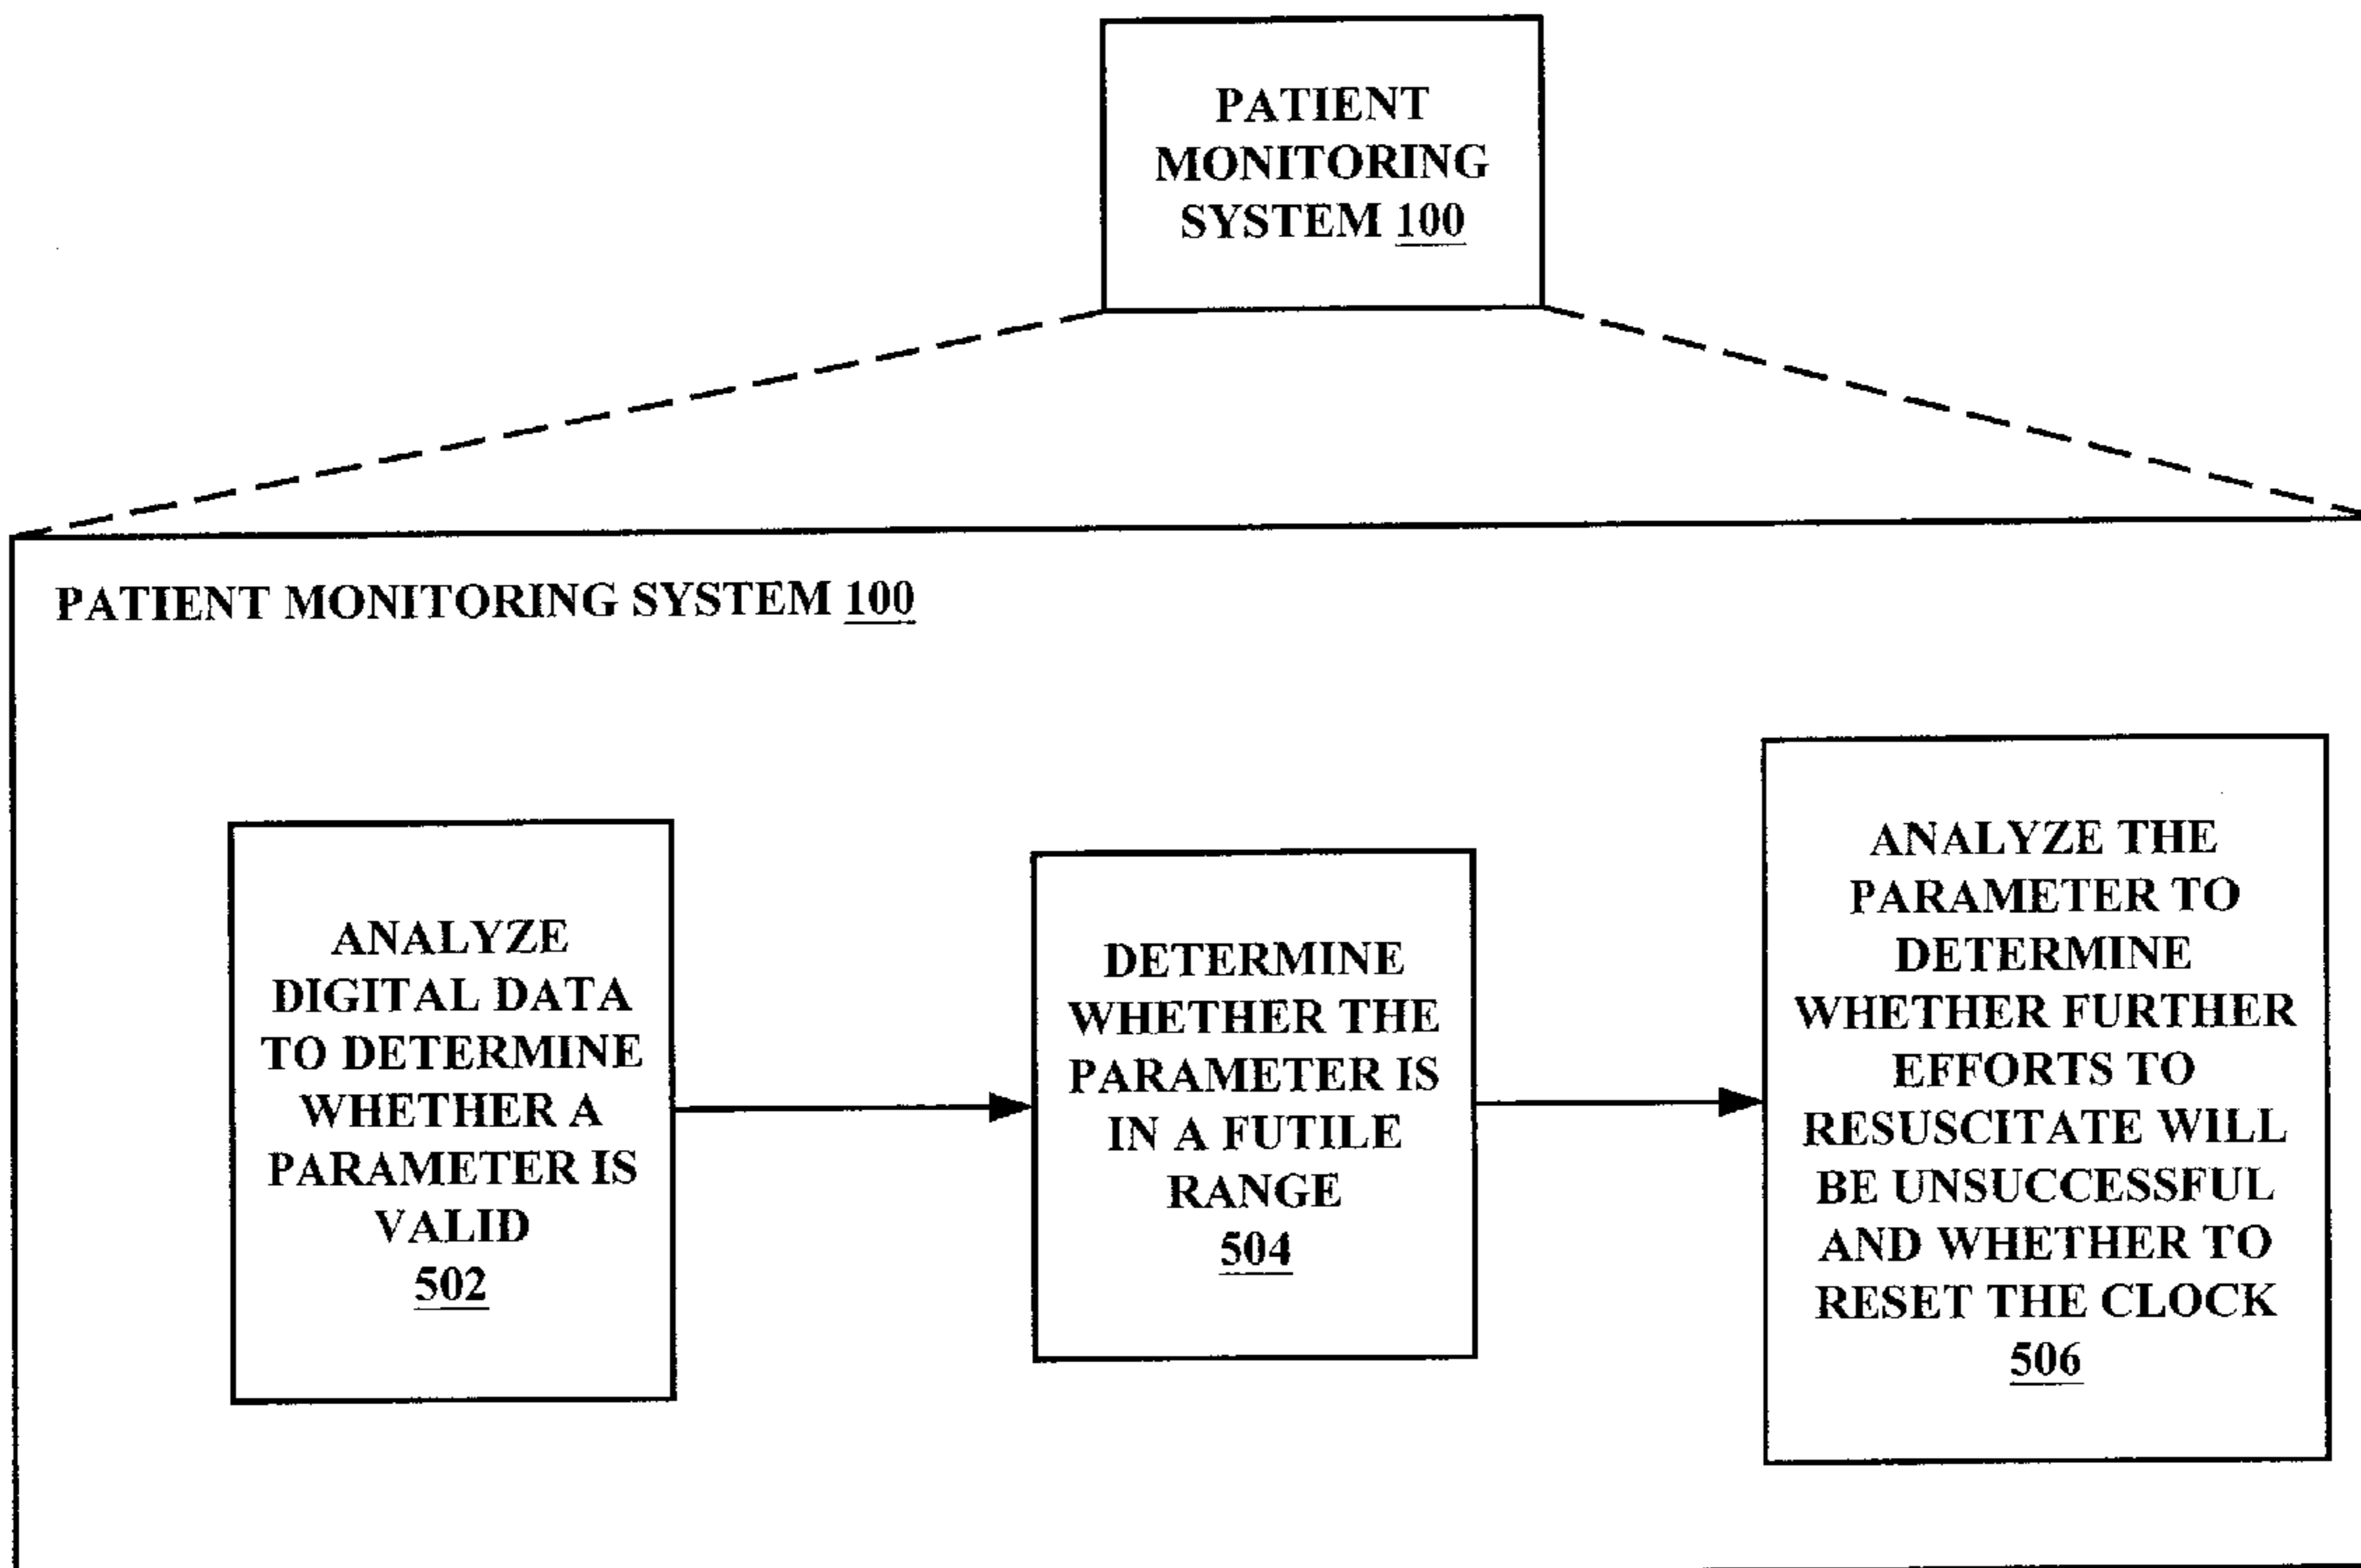 PATIENT
MONITORING
SYSTEM 100
PATIENT MONITORING SYSTEM 100
ANALYZE
DIGITAL DATA
TO DETERMINE
WHETHER A
PARAMETER IS
VALID
502
DETERMINE
WHETHER THE
PARAMETER IS
IN A FUTILE
RANGE
504
ANALYZE THE
PARAMETER TO
DETERMINE
WHETHER FURTHER
EFFORTS TO
RESUSCITATE WILL
BE UNSUCCESSFUL
AND WHETHER TO
RESET THE CLOCK
506